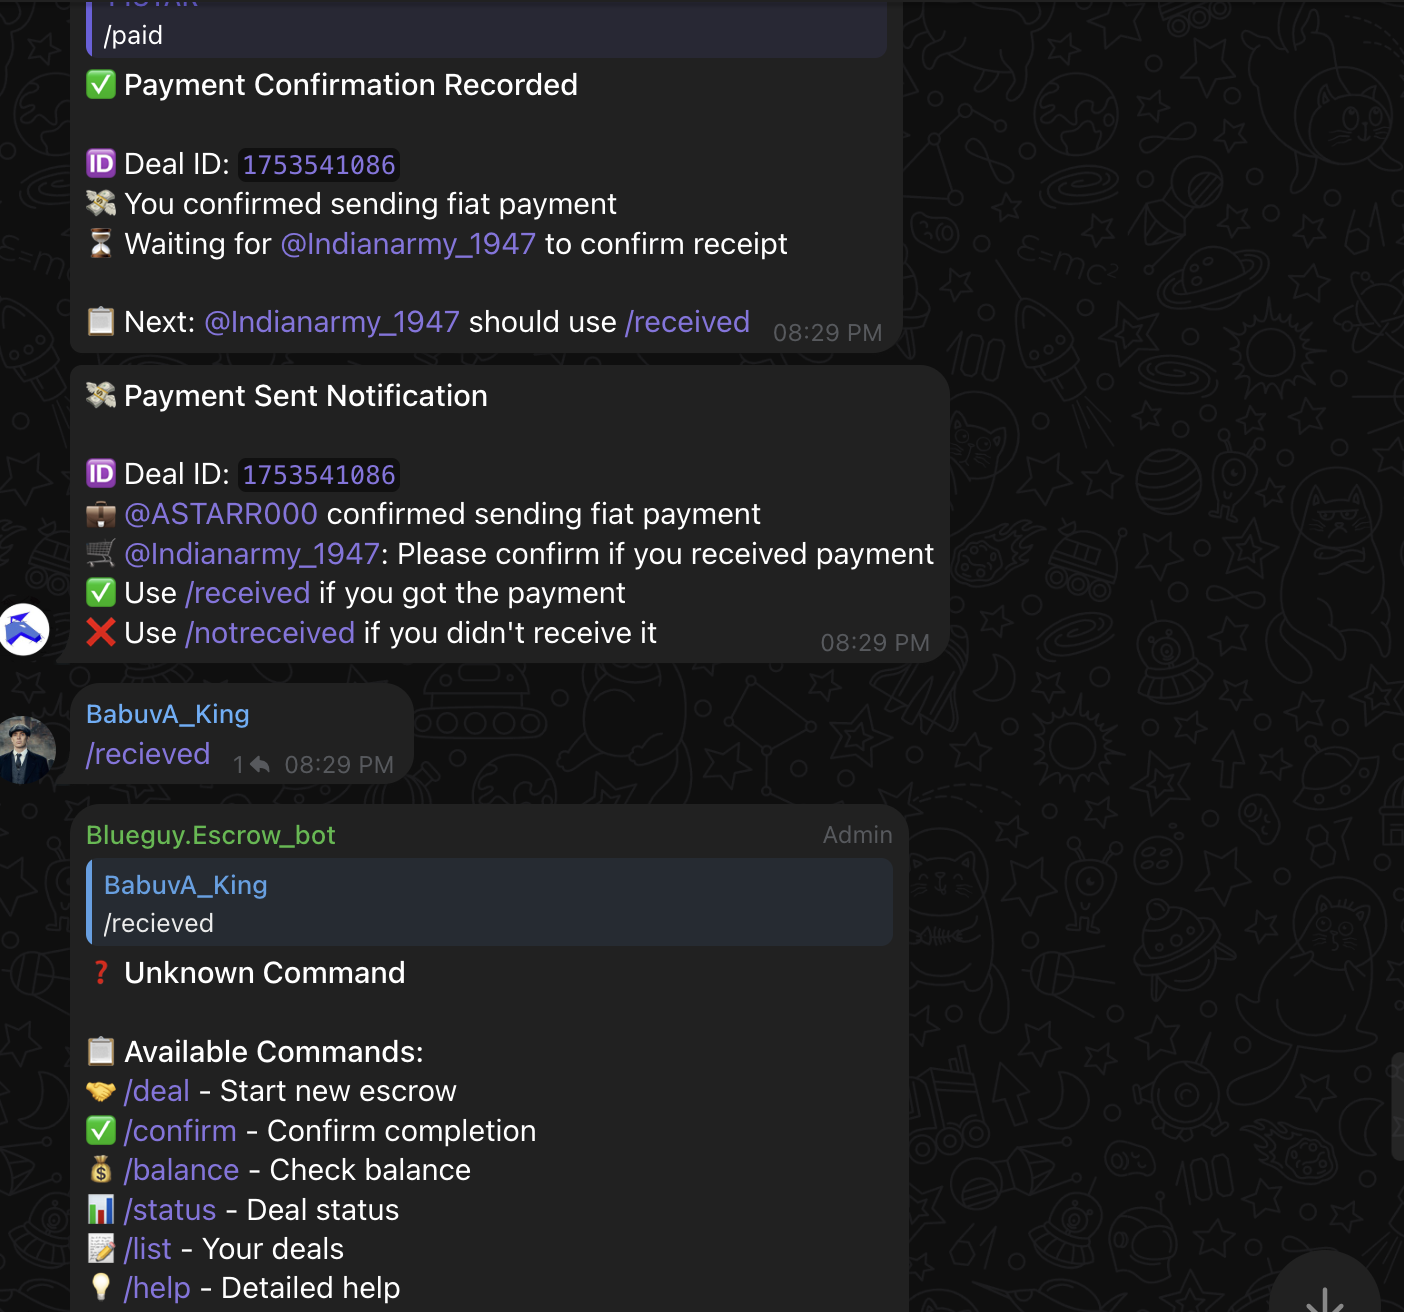 /paid
✅ Payment Confirmation Recorded
🆔 Deal ID: 1753541086
💸 You confirmed sending fiat payment
⏳ Waiting for @Indianarmy_1947 to confirm receipt
📋 Next: @Indianarmy_1947 should use /received 08:29 PM
💸 Payment Sent Notification
🆔 Deal ID: 1753541086
💼 @ASTARR000 confirmed sending fiat payment
🛒 @Indianarmy_1947: Please confirm if you received payment
✅ Use /received if you got the payment
❌ Use /notreceived if you didn't receive it 08:29 PM
BabuvA_King
/recieved 1 08:29 PM
Blueguy.Escrow_bot Admin
BabuvA_King
/recieved
❓ Unknown Command
📋 Available Commands:
🤝 /deal - Start new escrow
✅ /confirm - Confirm completion
💰 /balance - Check balance
📊 /status - Deal status
📝 /list - Your deals
💡 /help - Detailed help